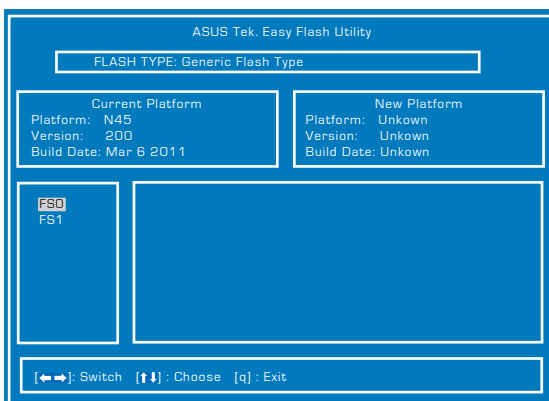 ASUS Tek. Easy Flash Utility
FLASH TYPE: Generic Flash Type
Current Platform
Platform: N45
Version: 200
Build Date: Mar 6 2011
New Platform
Platform: Unkown
Version: Unkown
Build Date: Unkown
FS0
FS1
[←→]: Switch [↑↓] : Choose [q] : Exit